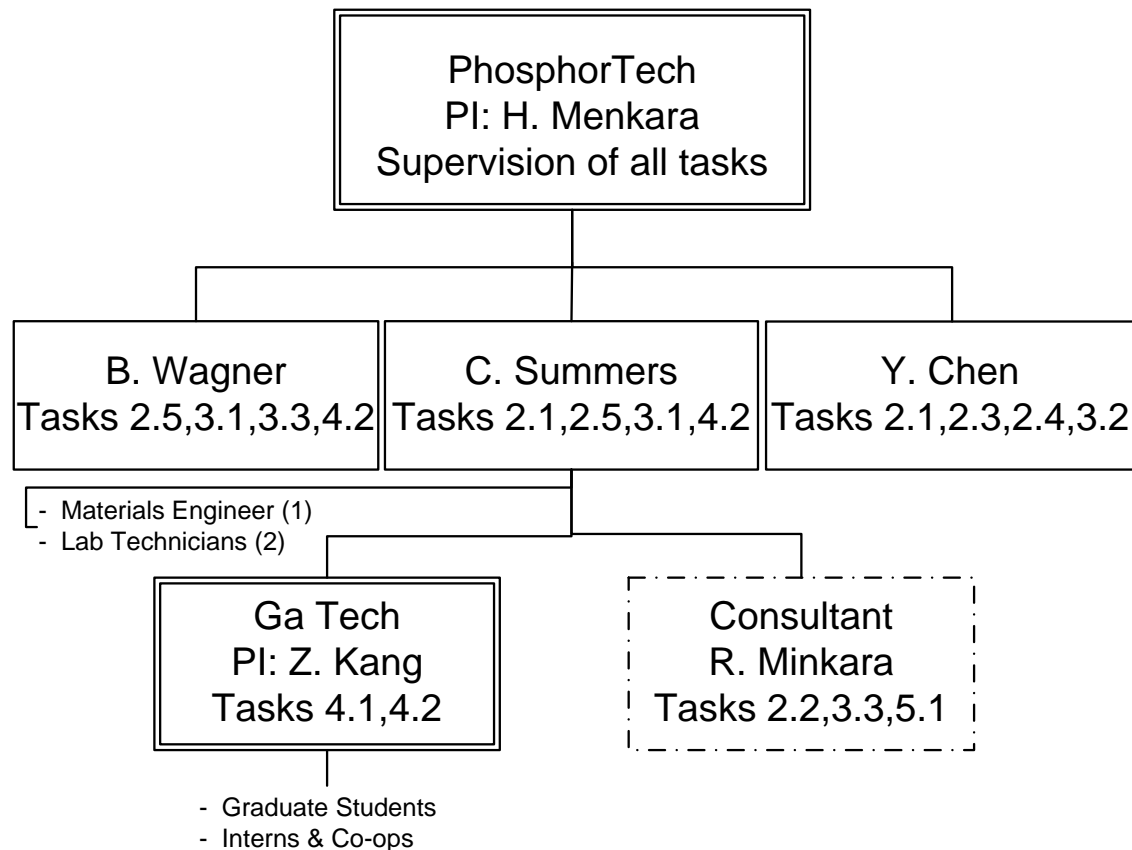 PhosphorTech
PI: H. Menkara
Supervision of all tasks
B. Wagner
Tasks 2.5,3.1,3.3,4.2
C. Summers
Tasks 2.1,2.5,3.1,4.2
Y. Chen
Tasks 2.1,2.3,2.4,3.2
- Materials Engineer (1)
- Lab Technicians (2)
Ga Tech
PI: Z. Kang
Tasks 4.1,4.2
Consultant
R. Minkara
Tasks 2.2,3.3,5.1
- Graduate Students
- Interns & Co-ops